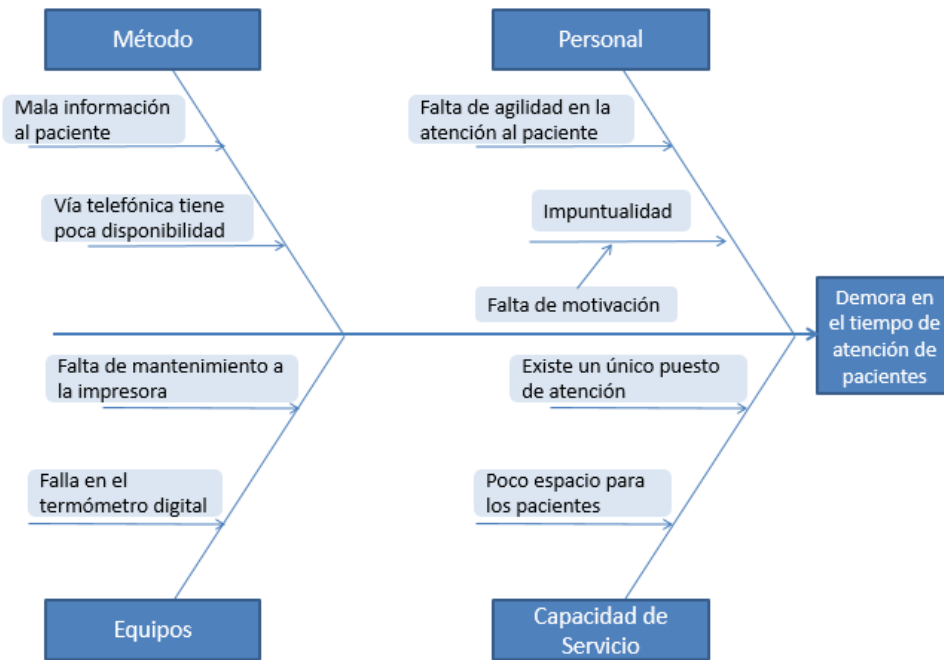 Método
Personal
Mala información
al paciente
Falta de agilidad en la
atención al paciente
Vía telefónica tiene
poca disponibilidad
Impuntualidad
Falta de motivación
Demora en
el tiempo de
atención de
pacientes
Falta de mantenimiento a
la impresora
Existe un único puesto
de atención
Falla en el
termómetro digital
Poco espacio para
los pacientes
Equipos
Capacidad de
Servicio